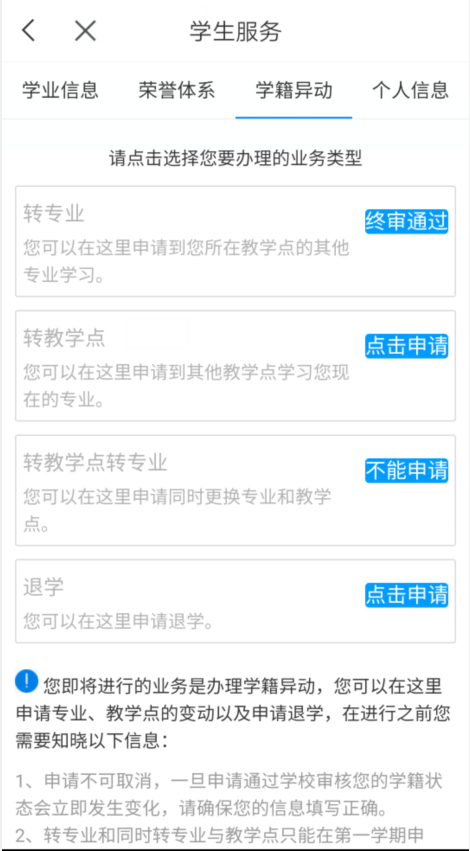 学生服务
学业信息 荣誉体系 学籍异动 个人信息
请点击选择您要办理的业务类型
转专业
终审通过
您可以在这里申请到您所在教学点的其他
专业学习。
转教学点
点击申请
您可以在这里申请到其他教学点学习您现
在的专业。
转教学点转专业
不能申请
您可以在这里申请同时更换专业和教学
点。
退学
点击申请
您可以在这里申请退学。
您即将进行的业务是办理学籍异动，您可以在这里
申请专业、教学点的变动以及申请退学，在进行之前您
需要知晓以下信息：
1、申请不可取消，一旦申请通过学校审核您的学籍状
态会立即发生变化，请确保您的信息填写正确。
2、转专业和同时转专业与教学点只能在第一学期申